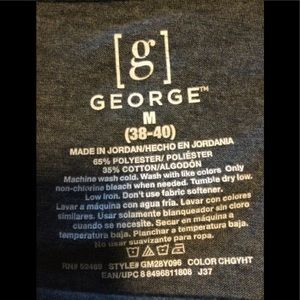 [g]
GEORGE™
M
(38-40)
MADE IN JORDAN/HECHO EN JORDANIA
65% POLYESTER/ POLIÉSTER
35% COTTON/ALGODÓN
Machine wash cold. Wash with like colors Only
non-chlorine bleach when needed. Tumble dry low.
Low iron. Don't use fabric softener.
Lavar a máquina con agua fría. Lavar con colores
similares. Usar solamente blanqueador sin cloro
cuando se necesite. Secar en secadora a
temperatura baja. Planchar a temperatura baja.
No usar suavizante para ropa.
RN# 52469 STYLE# GM28Y096 COLOR CHGYHT
EAN/UPC 8 8496811808 J37